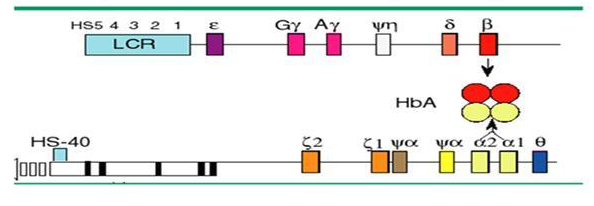 HS5 4 3 2 1 ε Gγ Aγ ψη δ β
LCR
HbA
HS-40 ζ2 ζ1 ψα ψα α2 α1 θ